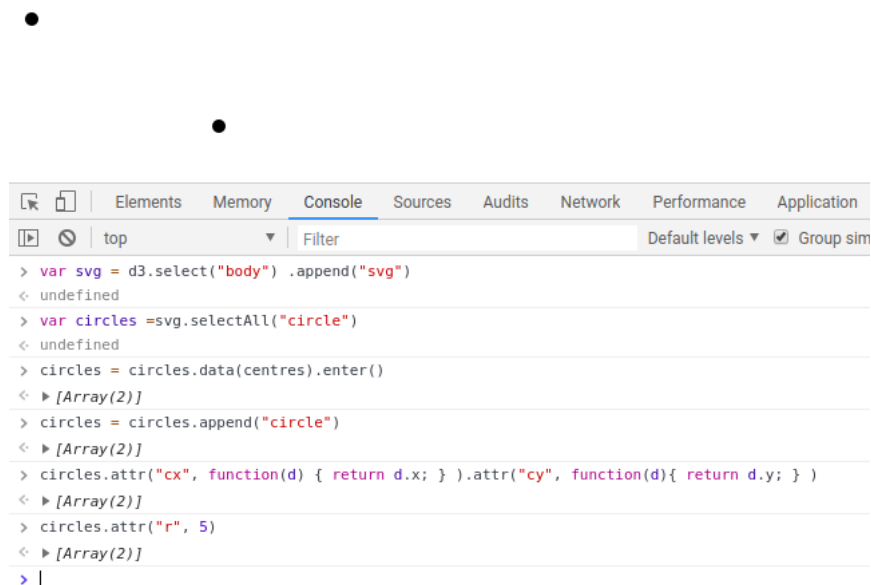 Elements Memory Console Sources Audits Network Performance Application
top ▼ Filter Default levels ▼ Group sim
> var svg = d3.select("body") .append("svg")
<· undefined
> var circles =svg.selectAll("circle")
<· undefined
> circles = circles.data(centres).enter()
<· ▶ [Array(2)]
> circles = circles.append("circle")
<· ▶ [Array(2)]
> circles.attr("cx", function(d) { return d.x; } ).attr("cy", function(d){ return d.y; } )
<· ▶ [Array(2)]
> circles.attr("r", 5)
<· ▶ [Array(2)]
>